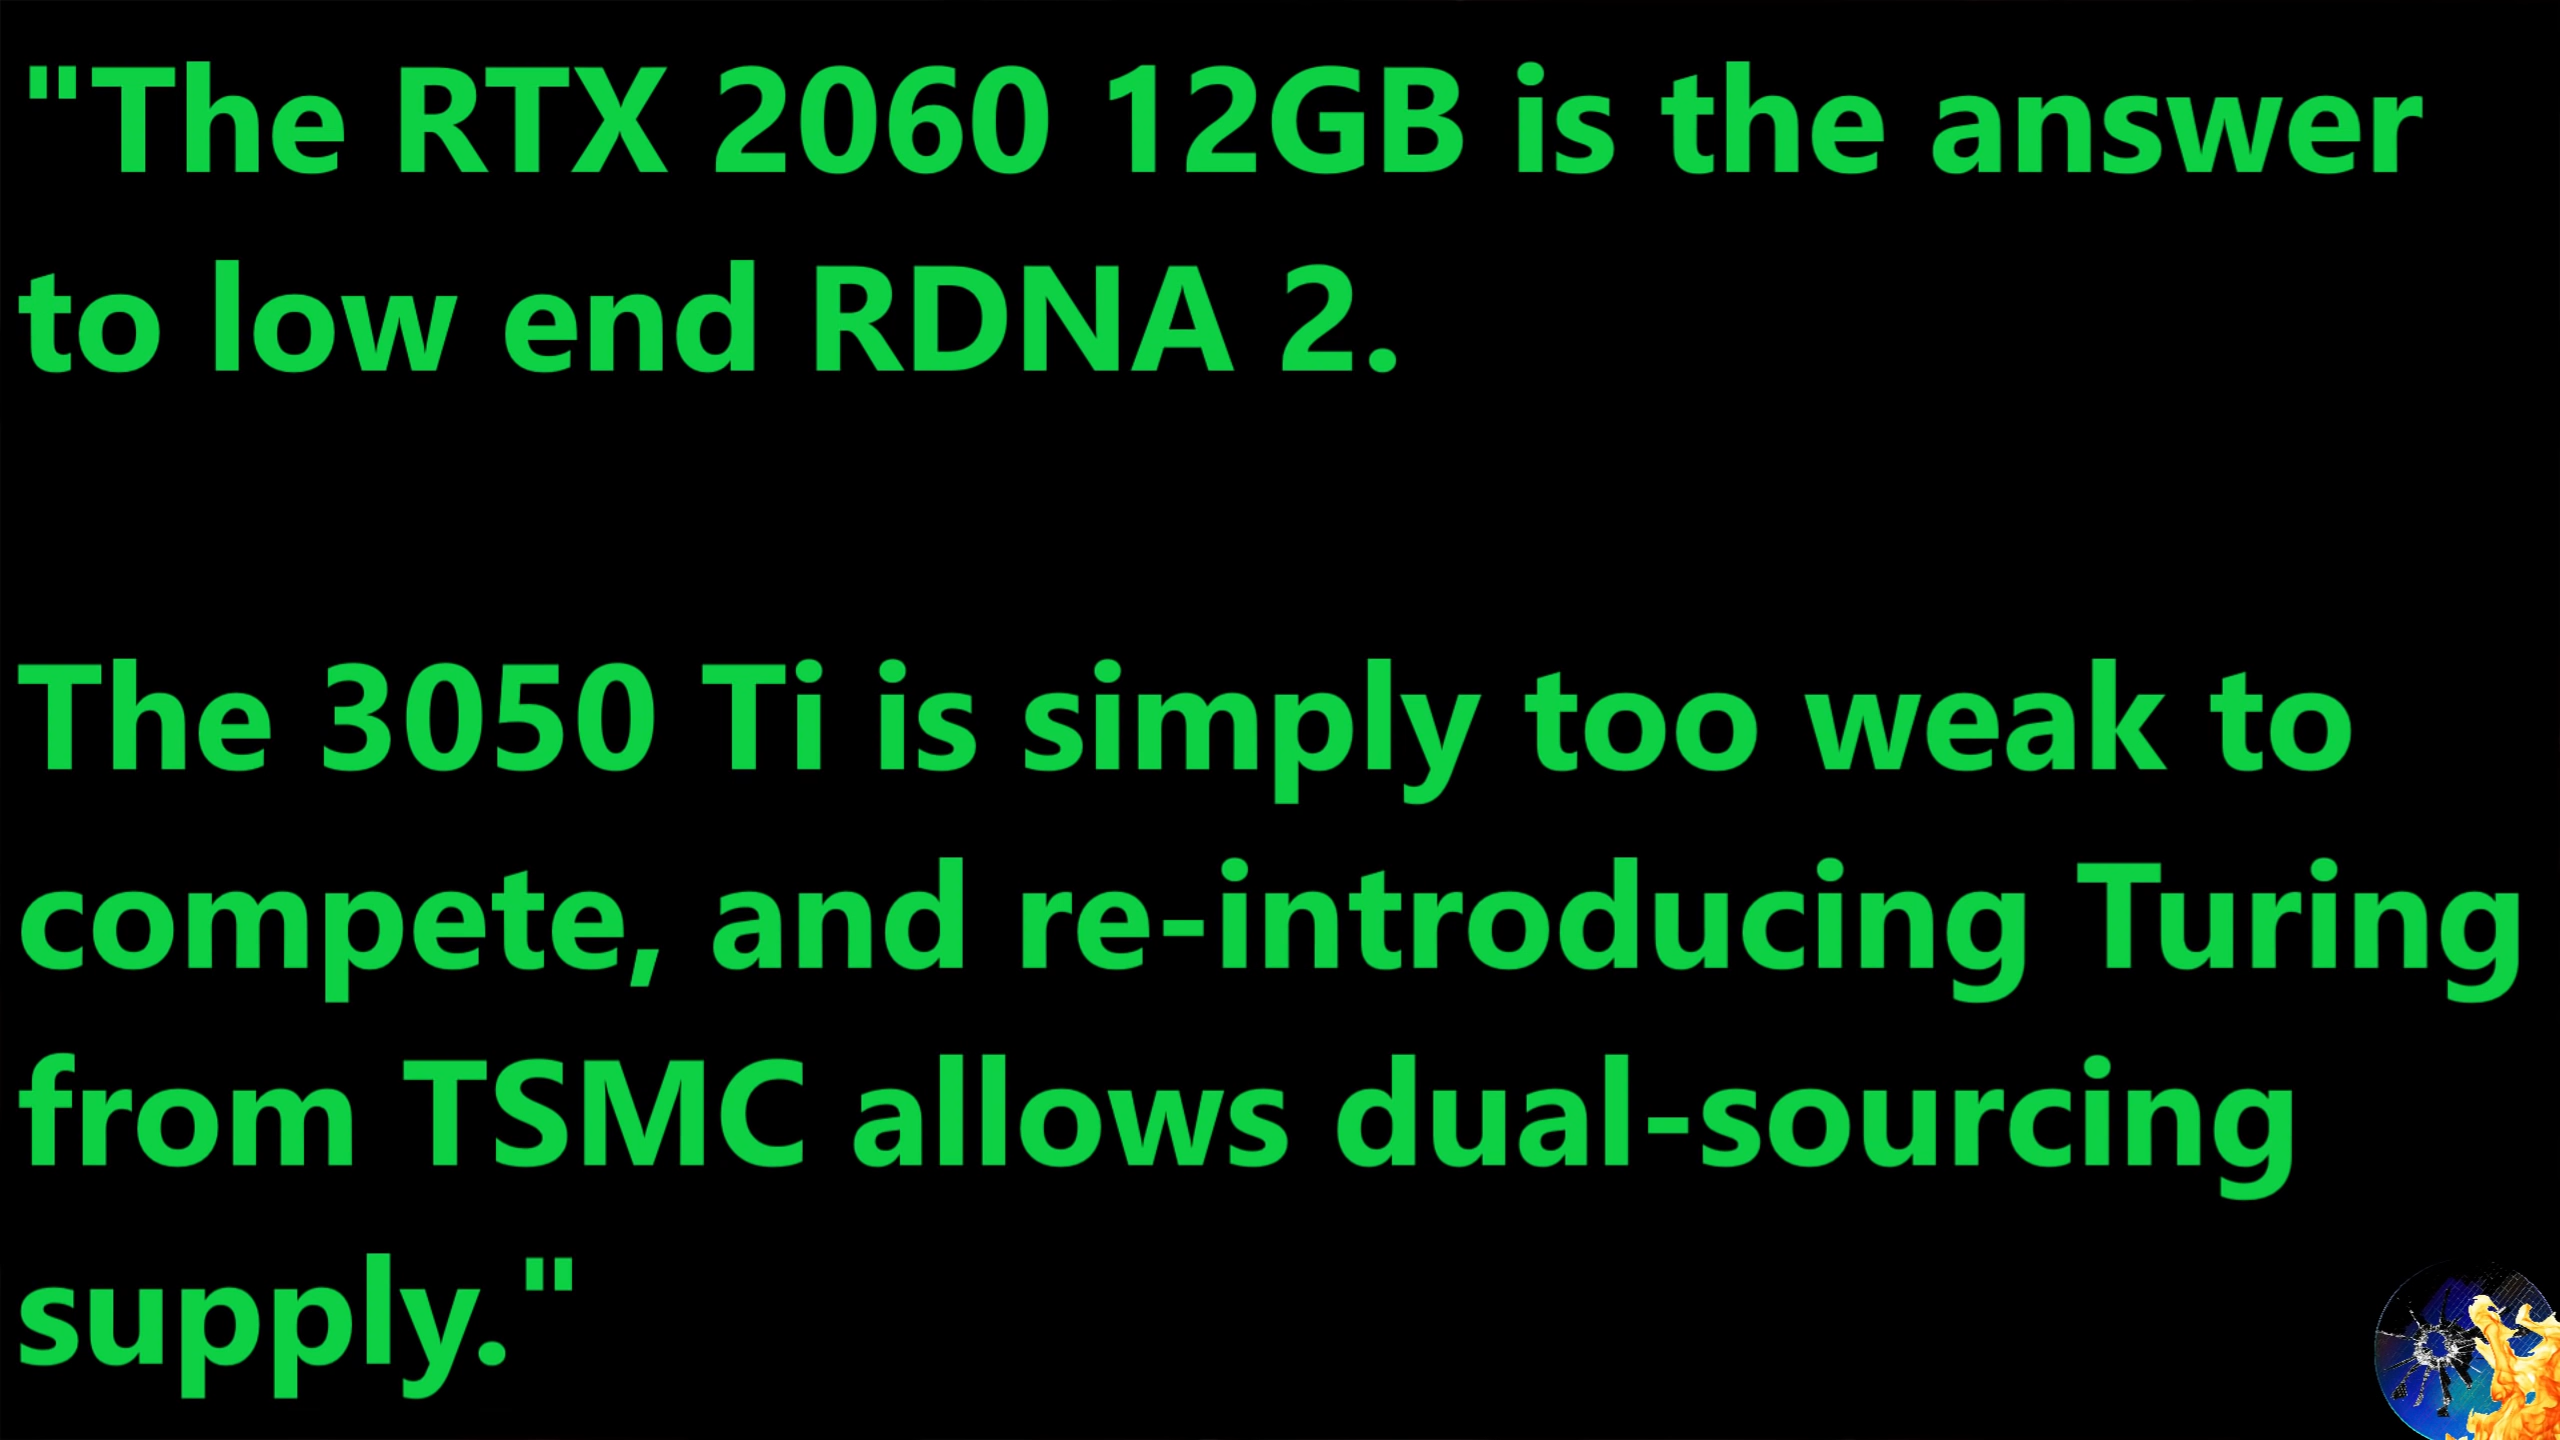 "The RTX 2060 12GB is the answer
to low end RDNA 2.
The 3050 Ti is simply too weak to
compete, and re-introducing Turing
from TSMC allows dual-sourcing
supply."